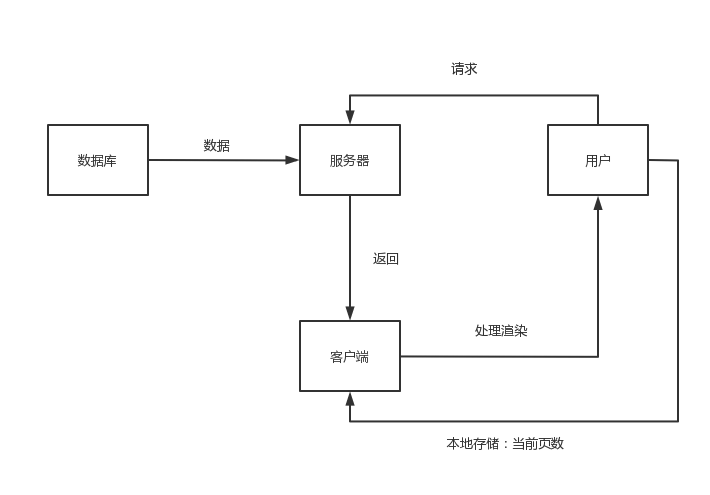 请求
数据
数据库
服务器
用户
返回
处理渲染
客户端
本地存储：当前页数